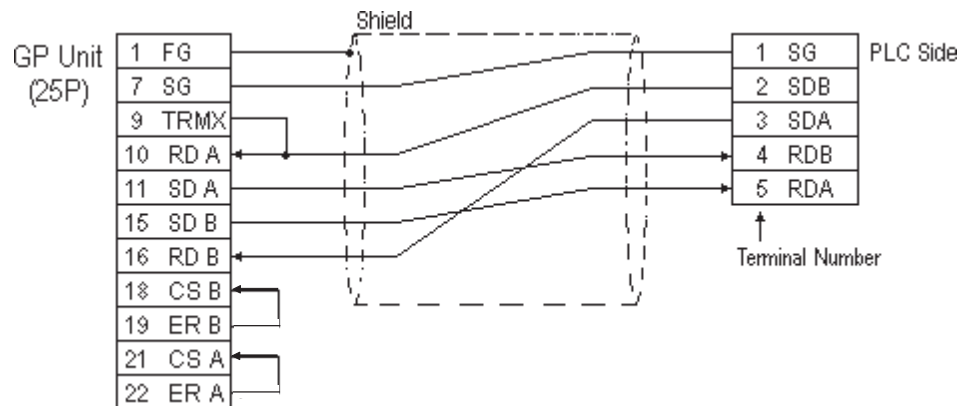 Shield
GP Unit
(25P)
1 FG
7 SG
9 TRMX
10 RD A
11 SD A
15 SD B
16 RD B
18 CS B
19 ER B
21 CS A
22 ER A
1 SG
2 SDB
3 SDA
4 RDB
5 RDA
PLC Side
Terminal Number